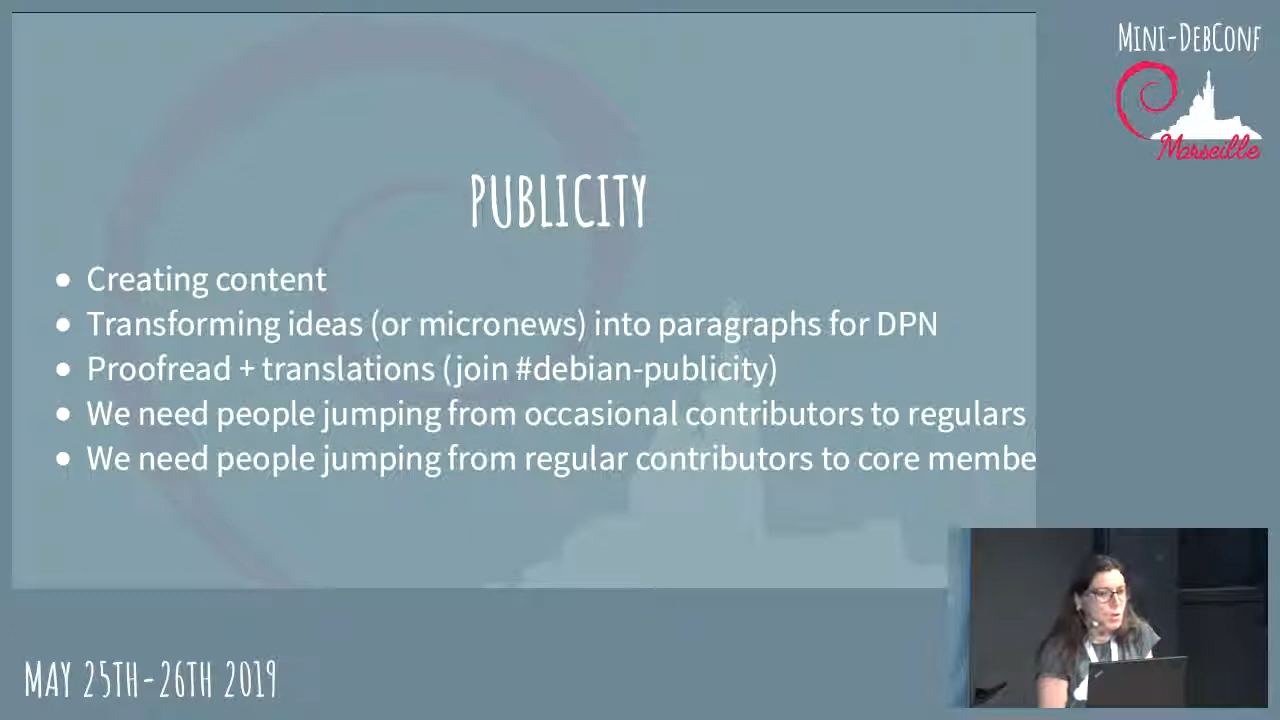 Mini-DebConf
Marseille
PUBLICITY
Creating content
Transforming ideas (or micronews) into paragraphs for DPN
Proofread + translations (join #debian-publicity)
We need people jumping from occasional contributors to regulars
We need people jumping from regular contributors to core membe
MAY 25TH-26TH 2019